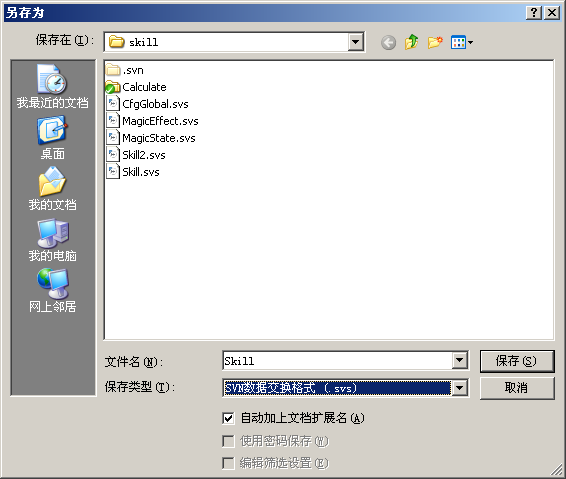 另存为
保存在(I):
skill
我最近的文档
桌面
我的文档
我的电脑
网上邻居
.svn
Calculate
CfgGlobal.svs
MagicEffect.svs
MagicState.svs
Skill2.svs
Skill.svs
文件名(N):
Skill
保存(S)
保存类型(T):
SVN数据交换格式 (.svs)
取消
自动加上文档扩展名(A)
使用密码保存(W)
编辑筛选设置(E)